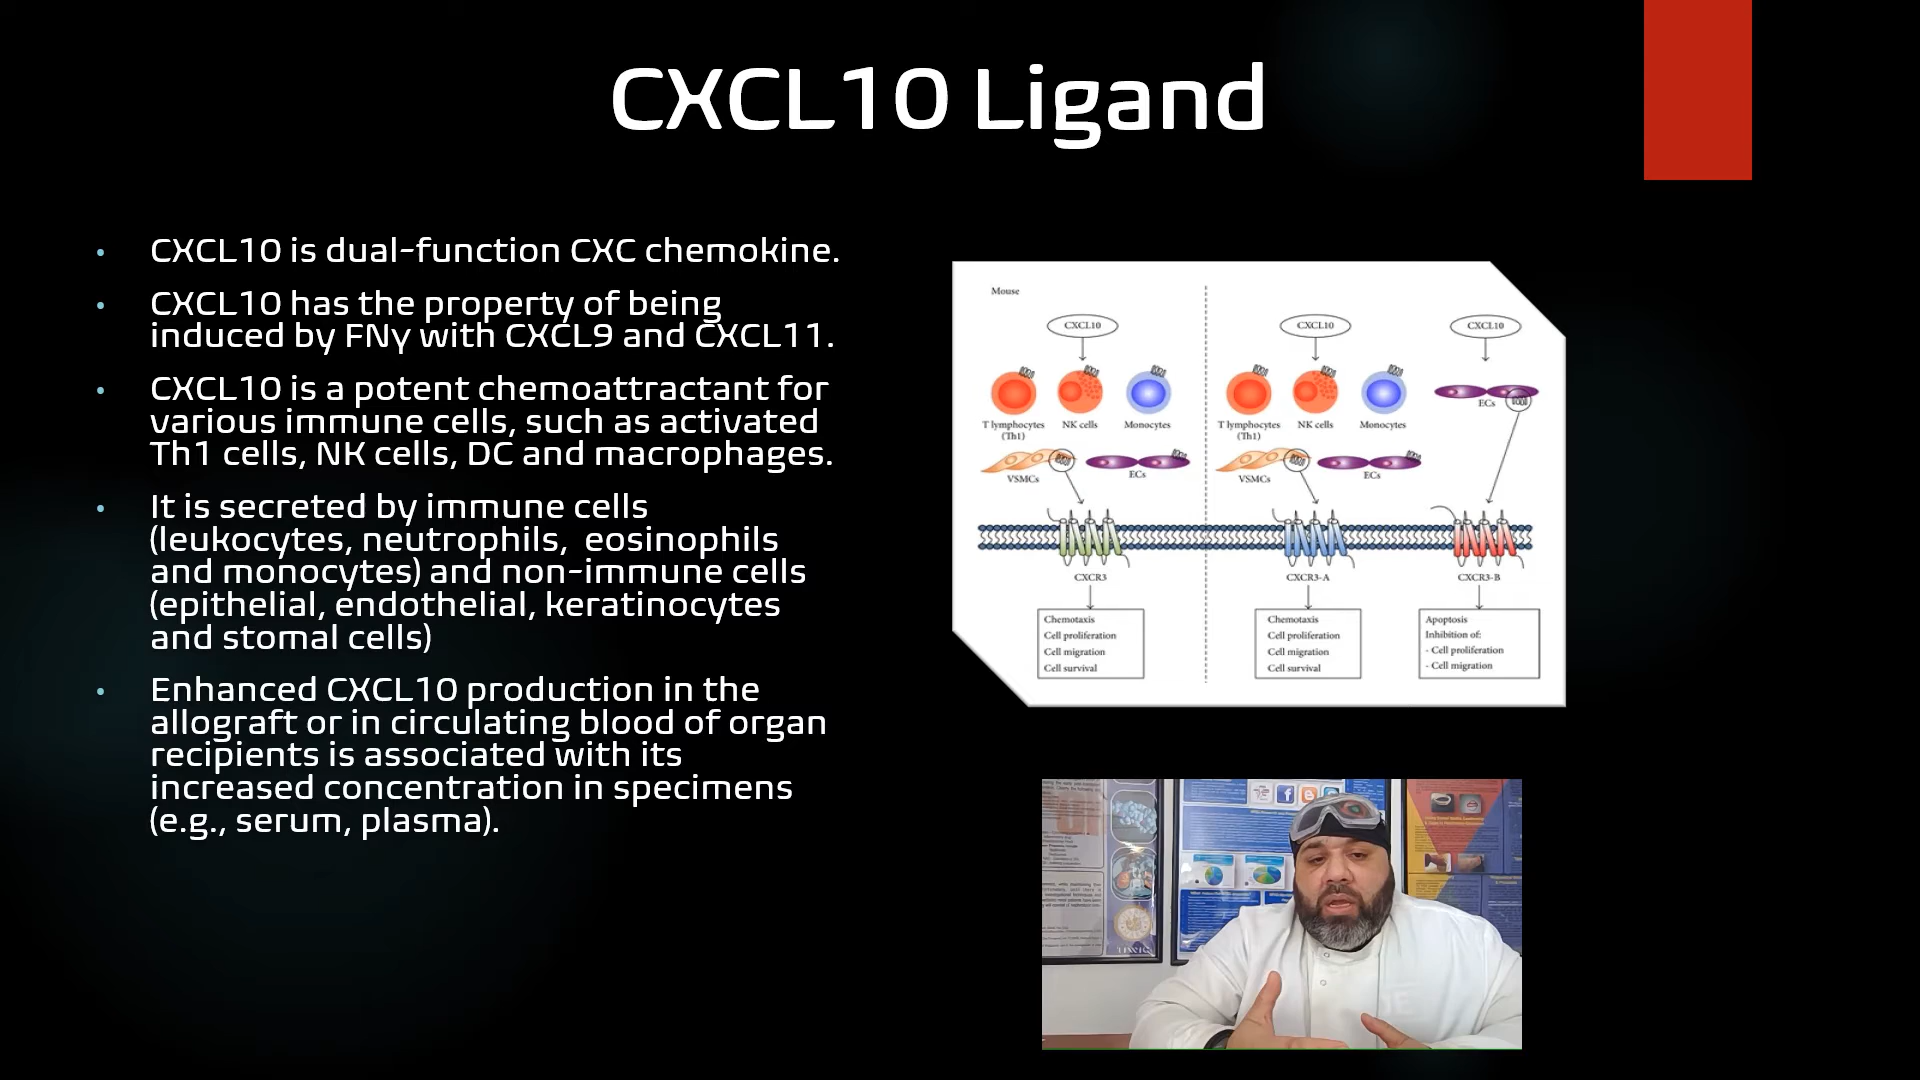 CXCL10 Ligand
• CXCL10 is dual-function CXC chemokine.
• CXCL10 has the property of being
induced by FNγ with CXCL9 and CXCL11.
• CXCL10 is a potent chemoattractant for
various immune cells, such as activated
Th1 cells, NK cells, DC and macrophages.
• It is secreted by immune cells
(leukocytes, neutrophils, eosinophils
and monocytes) and non-immune cells
(epithelial, endothelial, keratinocytes
and stomal cells)
• Enhanced CXCL10 production in the
allograft or in circulating blood of organ
recipients is associated with its
increased concentration in specimens
(e.g., serum, plasma).
Mouse
CXCL10
T lymphocytes
(Th1)
NK cells
Monocytes
VSMCs
ECs
CXCR3
Chemotaxis
Cell proliferation
Cell migration
Cell survival
CXCL10
T lymphocytes
(Th1)
NK cells
Monocytes
VSMCs
ECs
CXCR3-A
Chemotaxis
Cell proliferation
Cell migration
Cell survival
CXCL10
ECs
CXCR3-B
Apoptosis
Inhibition of:
- Cell proliferation
- Cell migration